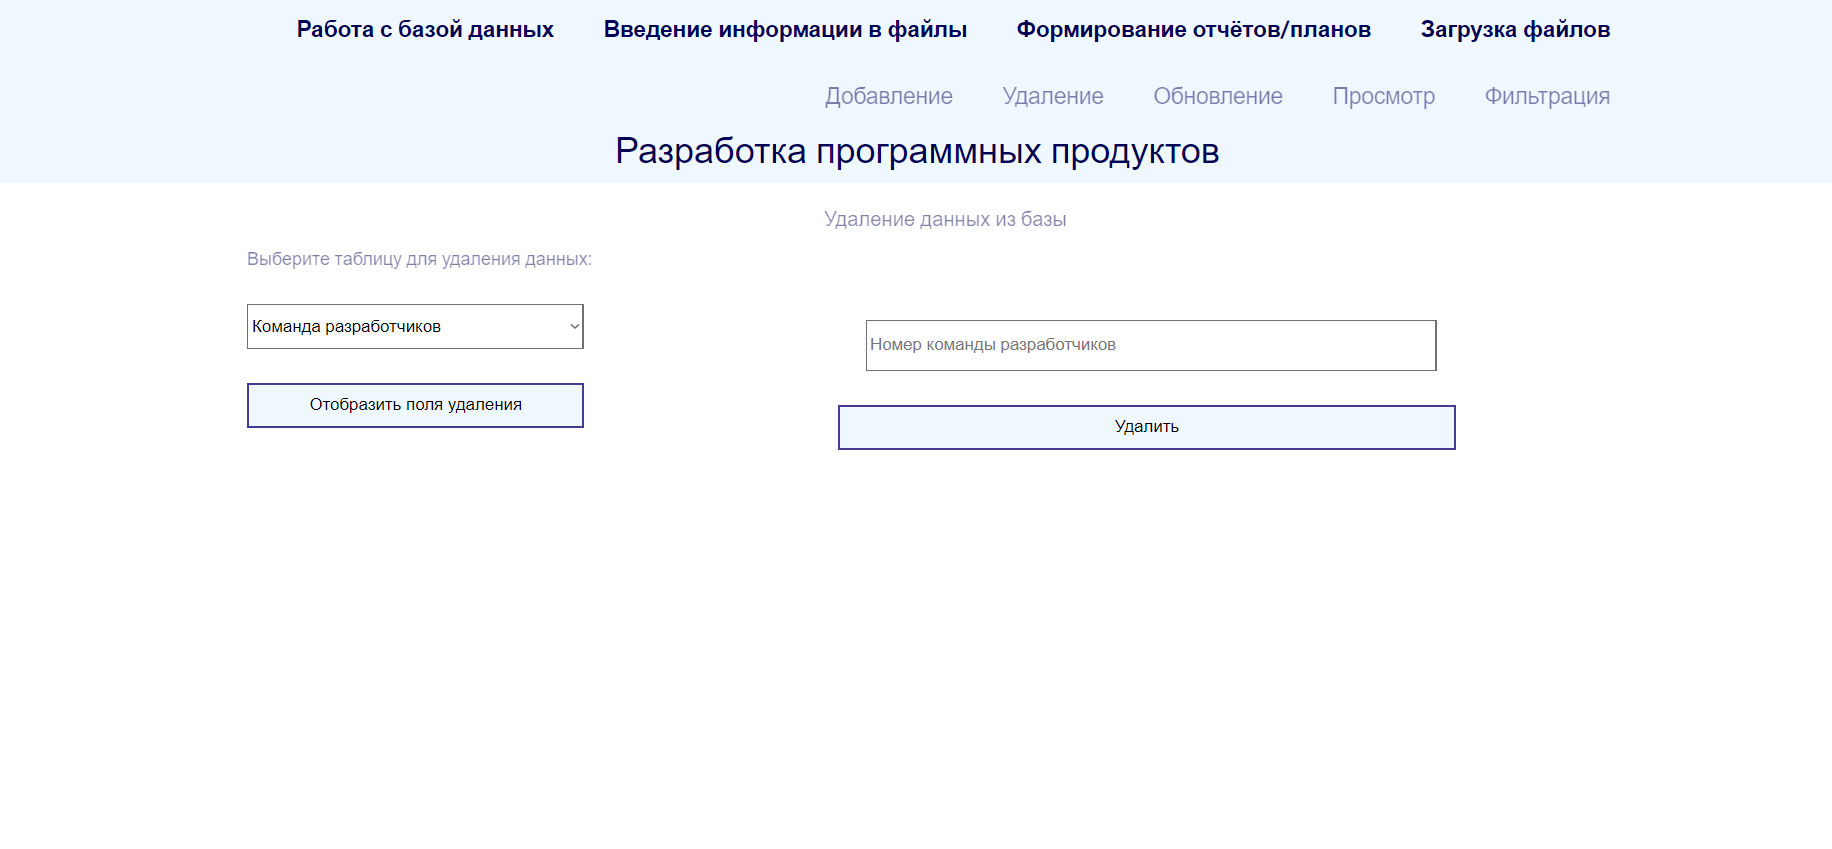 Работа с базой данных Введение информации в файлы Формирование отчётов/планов Загрузка файлов
Добавление Удаление Обновление Просмотр Фильтрация
Разработка программных продуктов
Удаление данных из базы
Выберите таблицу для удаления данных:
Команда разработчиков
Отобразить поля удаления
Номер команды разработчиков
Удалить